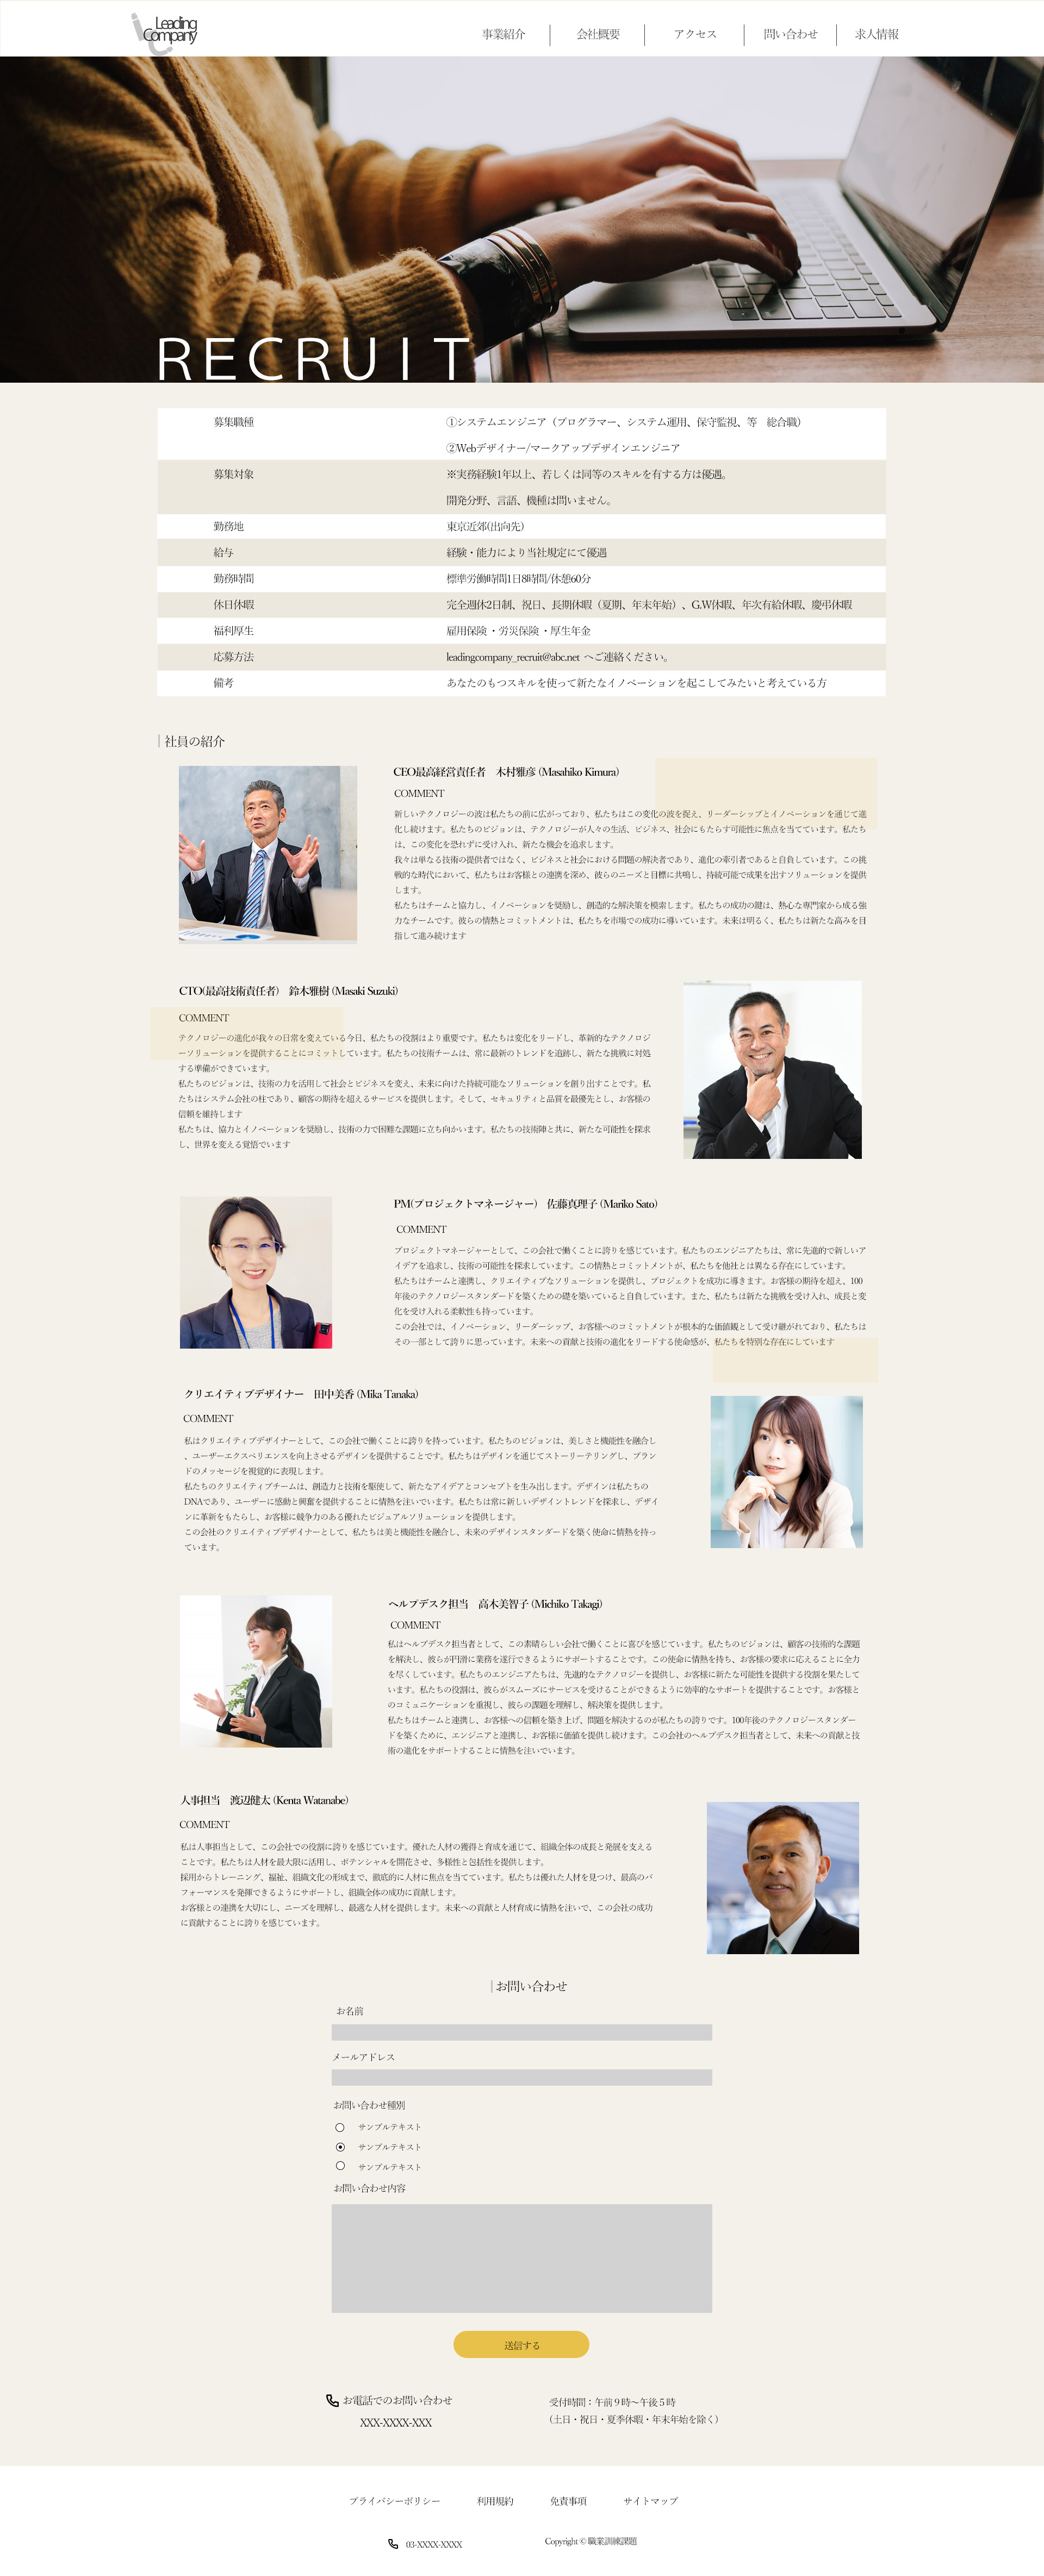 Leading
Company
事業紹介
会社概要
アクセス
問い合わせ
求人情報
RECRUIT
募集職種 ①システムエンジニア（プログラマー、システム運用、保守監視、等　総合職）
②Webデザイナー/マークアップデザインエンジニア
募集対象 ※実務経験1年以上、若しくは同等のスキルを有する方は優遇。
開発分野、言語、機種は問いません。
勤務地 東京近郊(出向先)
給与 経験・能力により当社規定にて優遇
勤務時間 標準労働時間1日8時間/休憩60分
休日休暇 完全週休2日制、祝日、長期休暇（夏期、年末年始）、G.W休暇、年次有給休暇、慶弔休暇
福利厚生 雇用保険・労災保険・厚生年金
応募方法 leadingcompany_recruit@abc.net へご連絡ください。
備考 あなたのもつスキルを使って新たなイノベーションを起こしてみたいと考えている方
社員の紹介
CEO最高経営責任者　木村雅彦 (Masahiko Kimura)
COMMENT
新しいテクノロジーの波は私たちの前に広がっており、私たちはこの変化の波を捉え、リーダーシップとイノベーションを通じて進
化し続けます。私たちのビジョンは、テクノロジーが人々の生活、ビジネス、社会にもたらす可能性に焦点を当てています。私たち
は、この変化を恐れずに受け入れ、新たな機会を追求します。
我々は単なる技術の提供者ではなく、ビジネスと社会における問題の解決者であり、進化の牽引者であると自負しています。この挑
戦的な時代において、私たちはお客様との連携を深め、彼らのニーズと目標に共鳴し、持続可能で成果を出すソリューションを提供
します。
私たちはチームと協力し、イノベーションを奨励し、創造的な解決策を模索します。私たちの成功の鍵は、熱心な専門家から成る強
力なチームです。彼らの情熱とコミットメントは、私たちを市場での成功に導いています。未来は明るく、私たちは新たな高みを目
指して進み続けます
CTO(最高技術責任者)　鈴木雅樹 (Masaki Suzuki)
COMMENT
テクノロジーの進化が我々の日常を変えている今日、私たちの役割はより重要です。私たちは変化をリードし、革新的なテクノロジ
ーソリューションを提供することにコミットしています。私たちの技術チームは、常に最新のトレンドを追跡し、新たな挑戦に対処
する準備ができています。
私たちのビジョンは、技術の力を活用して社会とビジネスを変え、未来に向けた持続可能なソリューションを創り出すことです。私
たちはシステム会社の柱であり、顧客の期待を超えるサービスを提供します。そして、セキュリティと品質を最優先とし、お客様の
信頼を維持します
私たちは、協力とイノベーションを奨励し、技術の力で困難な課題に立ち向かいます。私たちの技術陣と共に、新たな可能性を探求
し、世界を変える覚悟でいます
PM(プロジェクトマネージャー)　佐藤真理子 (Mariko Sato)
COMMENT
プロジェクトマネージャーとして、この会社で働くことに誇りを感じています。私たちのエンジニアたちは、常に先進的で新しいア
イデアを追求し、技術の可能性を探求しています。この情熱とコミットメントが、私たちを他社とは異なる存在にしています。
私たちはチームと連携し、クリエイティブなソリューションを提供し、プロジェクトを成功に導きます。お客様の期待を超え、100
年後のテクノロジースタンダードを築くための礎を築いていると自負しています。また、私たちは新たな挑戦を受け入れ、成長と変
化を受け入れる柔軟性も持っています。
この会社では、イノベーション、リーダーシップ、お客様へのコミットメントが根本的な価値観として受け継がれており、私たちは
その一部として誇りに思っています。未来への貢献と技術の進化をリードする使命感が、私たちを特別な存在にしています
クリエイティブデザイナー　田中美香 (Mika Tanaka)
COMMENT
私はクリエイティブデザイナーとして、この会社で働くことに誇りを持っています。私たちのビジョンは、美しさと機能性を融合し
、ユーザーエクスペリエンスを向上させるデザインを提供することです。私たちはデザインを通じてストーリーテリングし、ブラン
ドのメッセージを視覚的に表現します。
私たちのクリエイティブチームは、創造力と技術を駆使して、新たなアイデアとコンセプトを生み出します。デザインは私たちの
DNAであり、ユーザーに感動と興奮を提供することに情熱を注いでいます。私たちは常に新しいデザイントレンドを探求し、デザイ
ンに革新をもたらし、お客様に競争力のある優れたビジュアルソリューションを提供します。
この会社のクリエイティブデザイナーとして、私たちは美と機能性を融合し、未来のデザインスタンダードを築く使命に情熱を持っ
ています。
ヘルプデスク担当　高木美智子 (Michiko Takagi)
COMMENT
私はヘルプデスク担当者として、この素晴らしい会社で働くことに喜びを感じています。私たちのビジョンは、顧客の技術的な課題
を解決し、彼らが円滑に業務を遂行できるようにサポートすることです。この使命に情熱を持ち、お客様の要求に応えることに全力
を尽くしています。私たちのエンジニアたちは、先進的なテクノロジーを提供し、お客様に新たな可能性を提供する役割を果たして
います。私たちの役割は、彼らがスムーズにサービスを受けることができるように効率的なサポートを提供することです。お客様と
のコミュニケーションを重視し、彼らの課題を理解し、解決策を提供します。
私たちはチームと連携し、お客様への信頼を築き上げ、問題を解決するのが私たちの誇りです。100年後のテクノロジースタンダー
ドを築くために、エンジニアと連携し、お客様に価値を提供し続けます。この会社のヘルプデスク担当者として、未来への貢献と技
術の進化をサポートすることに情熱を注いでいます。
人事担当　渡辺健太 (Kenta Watanabe)
COMMENT
私は人事担当として、この会社での役割に誇りを感じています。優れた人材の獲得と育成を通じて、組織全体の成長と発展を支える
ことです。私たちは人材を最大限に活用し、ポテンシャルを開花させ、多様性と包括性を提供します。
採用からトレーニング、福祉、組織文化の形成まで、徹底的に人材に焦点を当てています。私たちは優れた人材を見つけ、最高のパ
フォーマンスを発揮できるようにサポートし、組織全体の成功に貢献します。
お客様との連携を大切にし、ニーズを理解し、最適な人材を提供します。未来への貢献と人材育成に情熱を注いで、この会社の成功
に貢献することに誇りを感じています。
お問い合わせ
お名前
メールアドレス
お問い合わせ種別
サンプルテキスト
サンプルテキスト
サンプルテキスト
お問い合わせ内容
送信する
お電話でのお問い合わせ
XXX-XXXX-XXX
受付時間：午前９時～午後５時
（土日・祝日・夏季休暇・年末年始を除く）
プライバシーポリシー
利用規約
免責事項
サイトマップ
03-XXXX-XXXX
Copyright © 職業訓練課題